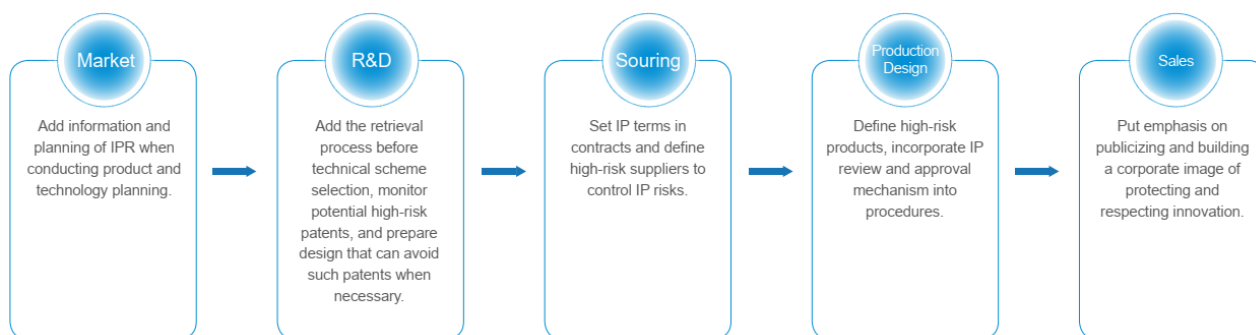 Market
Add information and
planning of IPR when
conducting product and
technology planning.
R&D
Add the retrieval
process before
technical scheme
selection, monitor
potential high-risk
patents, and prepare
design that can avoid
such patents when
necessary.
Souring
Set IP terms in
contracts and define
high-risk suppliers to
control IP risks.
Production
Design
Define high-risk
products, incorporate IP
review and approval
mechanism into
procedures.
Sales
Put emphasis on
publicizing and building
a corporate image of
protecting and
respecting innovation.